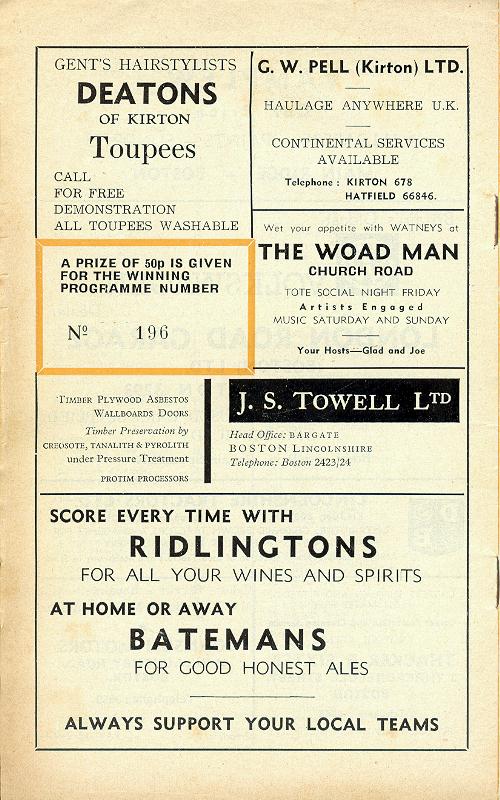 GENT'S HAIRSTYLISTS
DEATONS
OF KIRTON
Toupees
CALL
FOR FREE
DEMONSTRATION
ALL TOUPEES WASHABLE
G. W. PELL (Kirton) LTD.
HAULAGE ANYWHERE U.K.
CONTINENTAL SERVICES
AVAILABLE
Telephone: KIRTON 678
HATFIELD 66846.
A PRIZE OF 50p IS GIVEN
FOR THE WINNING
PROGRAMME NUMBER
Nº 196
Wet your appetite with WATNEYS at
THE WOAD MAN
CHURCH ROAD
TOTE SOCIAL NIGHT FRIDAY
Artists Engaged
MUSIC SATURDAY AND SUNDAY
Your Hosts—Glad and Joe
TIMBER PLYWOOD ASBESTOS
WALLBOARDS DOORS
Timber Preservation by
CREOSOTE, TANALITH & PYROLITH
under Pressure Treatment
PROTIM PROCESSORS
J. S. TOWELL LTD
Head Office: BARGATE
BOSTON LINCOLNSHIRE
Telephone: Boston 2423/24
SCORE EVERY TIME WITH
RIDLINGTONS
FOR ALL YOUR WINES AND SPIRITS
AT HOME OR AWAY
BATEMANS
FOR GOOD HONEST ALES
ALWAYS SUPPORT YOUR LOCAL TEAMS